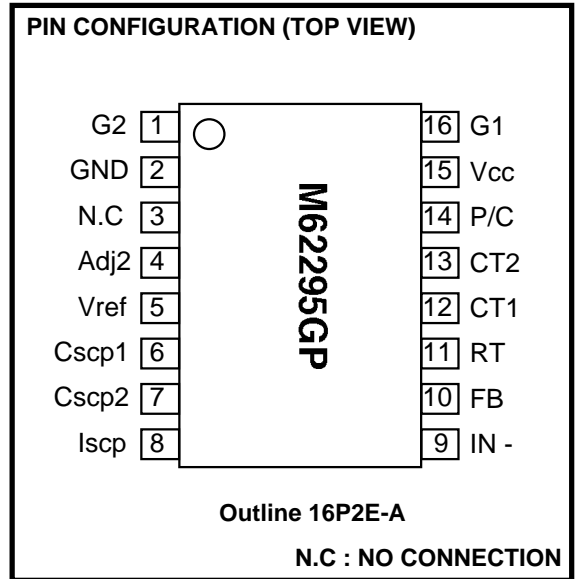 PIN CONFIGURATION (TOP VIEW)
G2 1 16 G1
GND 2 15 Vcc
N.C 3 14 P/C
Adj2 4 13 CT2
Vref 5 12 CT1
Cscp1 6 11 RT
Cscp2 7 10 FB
Iscp 8 9 IN -
M62295GP
Outline 16P2E-A
N.C : NO CONNECTION